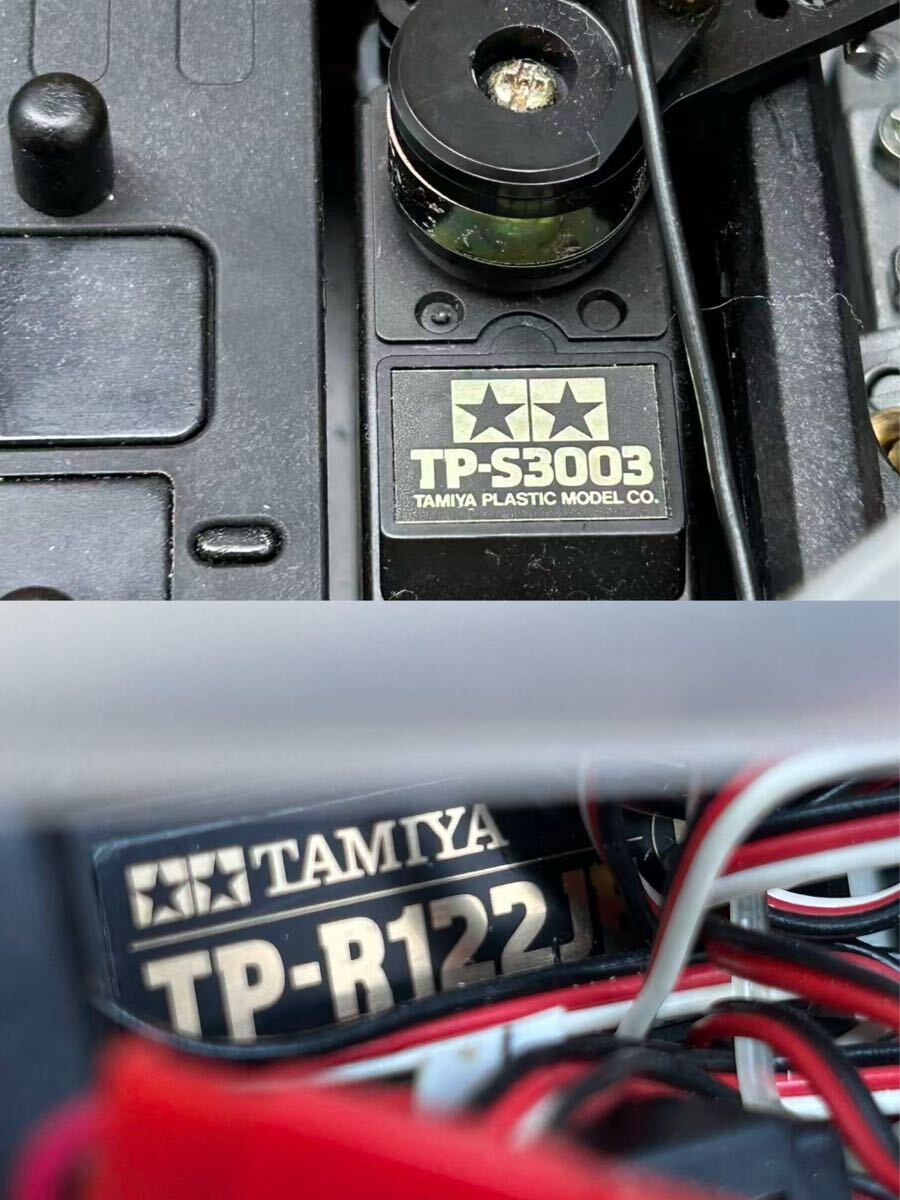 TP-S3003
TAMIYA PLASTIC MODEL CO.
TAMIYA
TP-R122J